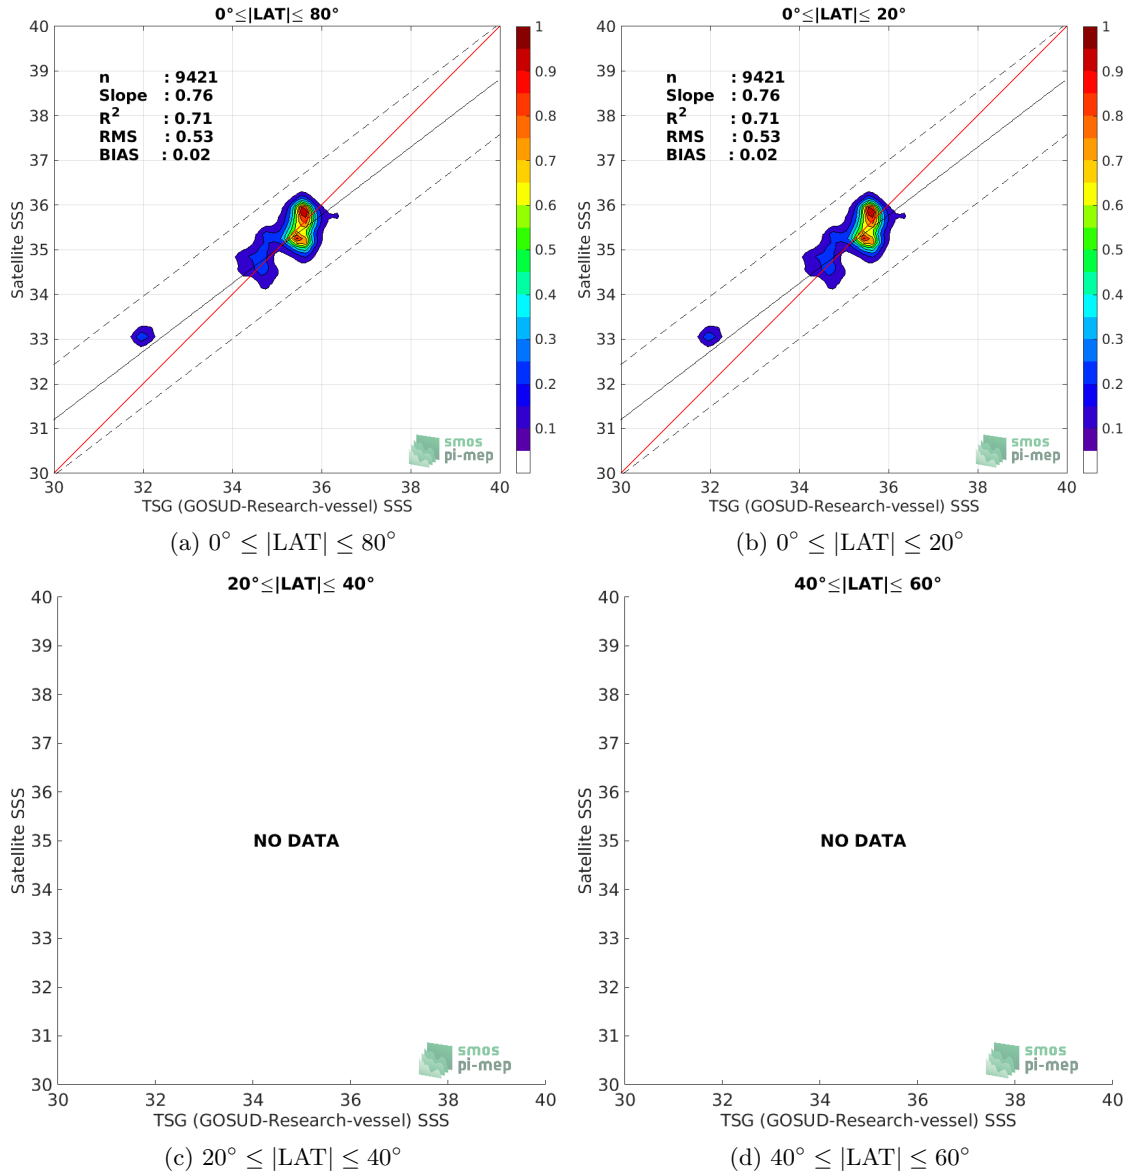 0°≤|LAT|≤ 80°
40
39
38
37
36
35
34
33
32
31
30
Satellite SSS
n : 9421
Slope : 0.76
R² : 0.71
RMS : 0.53
BIAS : 0.02
1
0.9
0.8
0.7
0.6
0.5
0.4
0.3
0.2
0.1
smos
pi-mep
30 32 34 36 38 40
TSG (GOSUD-Research-vessel) SSS
(a) 0° ≤ |LAT| ≤ 80°
0°≤|LAT|≤ 20°
40
39
38
37
36
35
34
33
32
31
30
Satellite SSS
n : 9421
Slope : 0.76
R² : 0.71
RMS : 0.53
BIAS : 0.02
1
0.9
0.8
0.7
0.6
0.5
0.4
0.3
0.2
0.1
smos
pi-mep
30 32 34 36 38 40
TSG (GOSUD-Research-vessel) SSS
(b) 0° ≤ |LAT| ≤ 20°
20°≤|LAT|≤ 40°
40
39
38
37
36
35
34
33
32
31
30
Satellite SSS
NO DATA
smos
pi-mep
30 32 34 36 38 40
TSG (GOSUD-Research-vessel) SSS
(c) 20° ≤ |LAT| ≤ 40°
40°≤|LAT|≤ 60°
40
39
38
37
36
35
34
33
32
31
30
Satellite SSS
NO DATA
smos
pi-mep
30 32 34 36 38 40
TSG (GOSUD-Research-vessel) SSS
(d) 40° ≤ |LAT| ≤ 60°